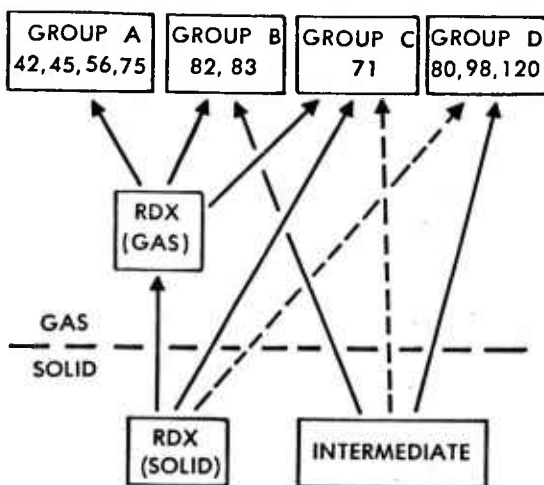 GROUP A
42, 45, 56, 75
GROUP B
82, 83
GROUP C
71
GROUP D
80, 98, 120
RDX
(GAS)
GAS
SOLID
RDX
(SOLID)
INTERMEDIATE